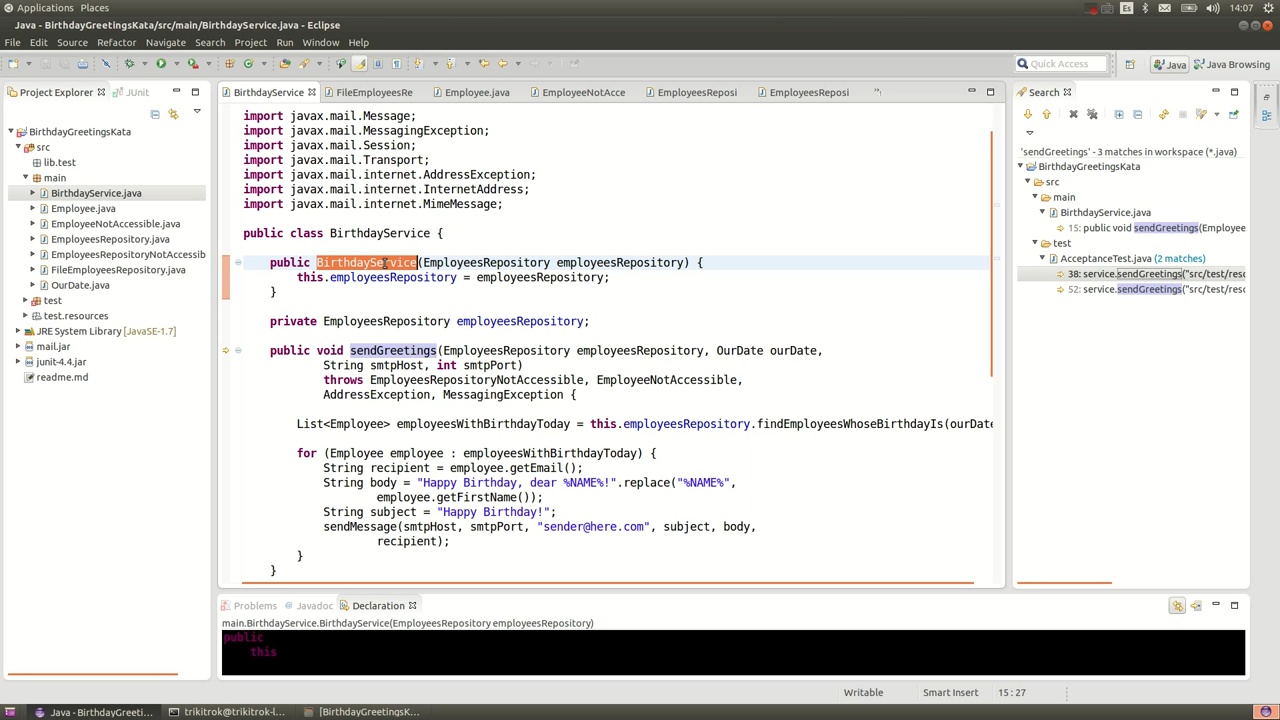 Applications Places Es 14:07
Java - BirthdayGreetingsKata/src/main/BirthdayService.java - Eclipse
File Edit Source Refactor Navigate Search Project Run Window Help
Quick Access Java Java Browsing
Project Explorer JUnit
BirthdayGreetingsKata
src
lib.test
main
BirthdayService.java
Employee.java
EmployeeNotAccessible.java
EmployeesRepository.java
EmployeesRepositoryNotAccessib
FileEmployeesRepository.java
OurDate.java
test
test.resources
JRE System Library [JavaSE-1.7]
mail.jar
junit-4.4.jar
readme.md
BirthdayService FileEmployeesRe Employee.java EmployeeNotAcce EmployeesReposi EmployeesReposi
import javax.mail.Message;
import javax.mail.MessagingException;
import javax.mail.Session;
import javax.mail.Transport;
import javax.mail.internet.AddressException;
import javax.mail.internet.InternetAddress;
import javax.mail.internet.MimeMessage;
public class BirthdayService {
public BirthdayService(EmployeesRepository employeesRepository) {
this.employeesRepository = employeesRepository;
}
private EmployeesRepository employeesRepository;
public void sendGreetings(EmployeesRepository employeesRepository, OurDate ourDate,
String smtpHost, int smtpPort)
throws EmployeesRepositoryNotAccessible, EmployeeNotAccessible,
AddressException, MessagingException {
List<Employee> employeesWithBirthdayToday = this.employeesRepository.findEmployeesWhoseBirthdayIs(ourDate
for (Employee employee : employeesWithBirthdayToday) {
String recipient = employee.getEmail();
String body = "Happy Birthday, dear %NAME%!".replace("%NAME%",
employee.getFirstName());
String subject = "Happy Birthday!";
sendMessage(smtpHost, smtpPort, "sender@here.com", subject, body,
recipient);
}
}
Search
'sendGreetings' - 3 matches in workspace (*.java)
BirthdayGreetingsKata
src
main
BirthdayService.java
15: public void sendGreetings(Employe
test
AcceptanceTest.java (2 matches)
38: service.sendGreetings("src/test/reso
52: service.sendGreetings("src/test/reso
Problems Javadoc Declaration
main.BirthdayService.BirthdayService(EmployeesRepository employeesRepository)
public
this
Writable Smart Insert 15 : 27
Java - BirthdayGreeti... trikitrok@trikitrok-l... [BirthdayGreetingsK...